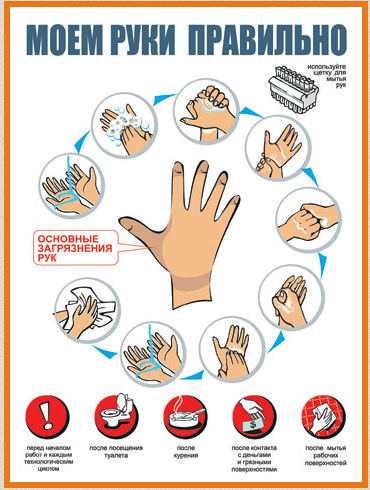 МОЕМ РУКИ ПРАВИЛЬНО
используйте
щетку для
мытья
рук
ОСНОВНЫЕ
ЗАГРЯЗНЕНИЯ
РУК
перед началом
работ и каждым
технологическим
циклом
после посещения
туалета
после
курения
после контакта
с деньгами
и грязными
поверхностями
после мытья
рабочих
поверхностей